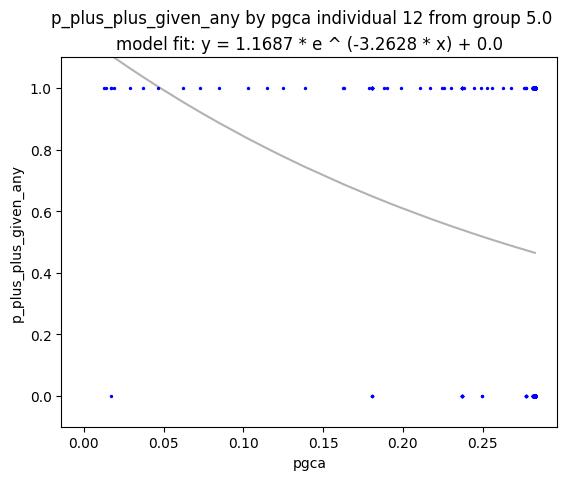 p_plus_plus_given_any by pgca individual 12 from group 5.0
model fit: y = 1.1687 * e ^ (-3.2628 * x) + 0.0
1.0
0.8
0.6
0.4
0.2
0.0
p_plus_plus_given_any
0.00 0.05 0.10 0.15 0.20 0.25
pgca